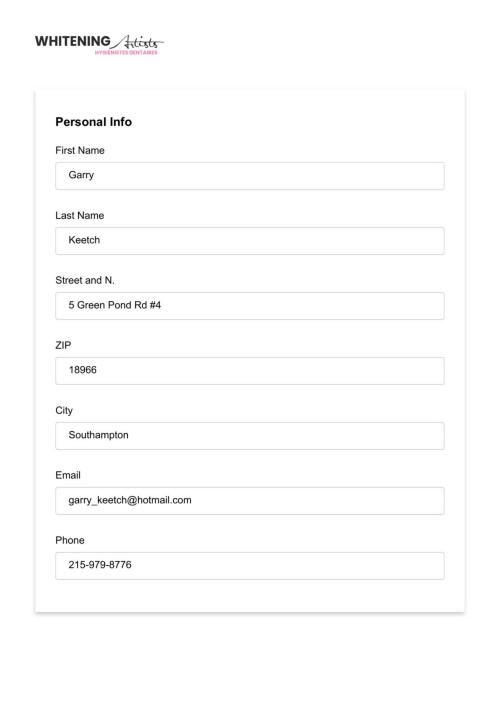 WHITENING Artists
HYGIÉNISTES DENTAIRES
Personal Info
First Name
Garry
Last Name
Keetch
Street and N.
5 Green Pond Rd #4
ZIP
18966
City
Southampton
Email
garry_keetch@hotmail.com
Phone
215-979-8776